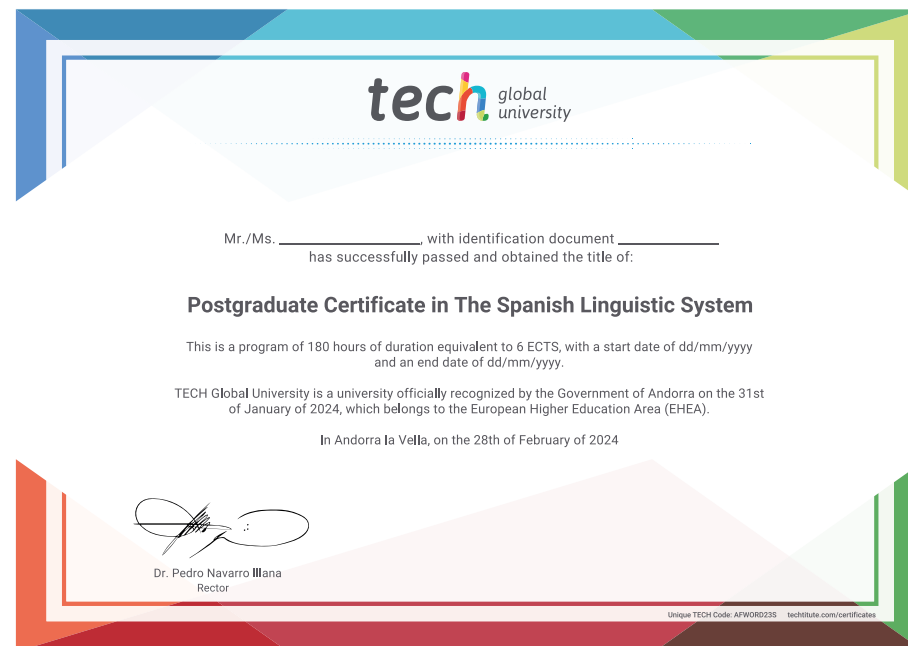 tech global university
Mr./Ms. ____________________, with identification document ______________
has successfully passed and obtained the title of:
Postgraduate Certificate in The Spanish Linguistic System
This is a program of 180 hours of duration equivalent to 6 ECTS, with a start date of dd/mm/yyyy
and an end date of dd/mm/yyyy.
TECH Global University is a university officially recognized by the Government of Andorra on the 31st
of January of 2024, which belongs to the European Higher Education Area (EHEA).
In Andorra la Vella, on the 28th of February of 2024
Dr. Pedro Navarro Illana
Rector
Unique TECH Code: AFWORD23S techtitute.com/certificates